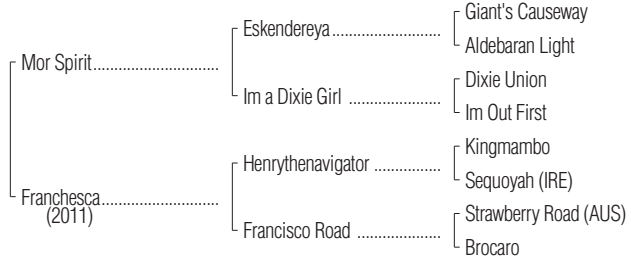 Giant's Causeway
Eskendereya
Aldebaran Light
Mor Spirit
Dixie Union
Im a Dixie Girl
Im Out First
Kingmambo
Henrythenavigator
Sequoyah (IRE)
Franchesca
(2011)
Strawberry Road (AUS)
Francisco Road
Brocaro